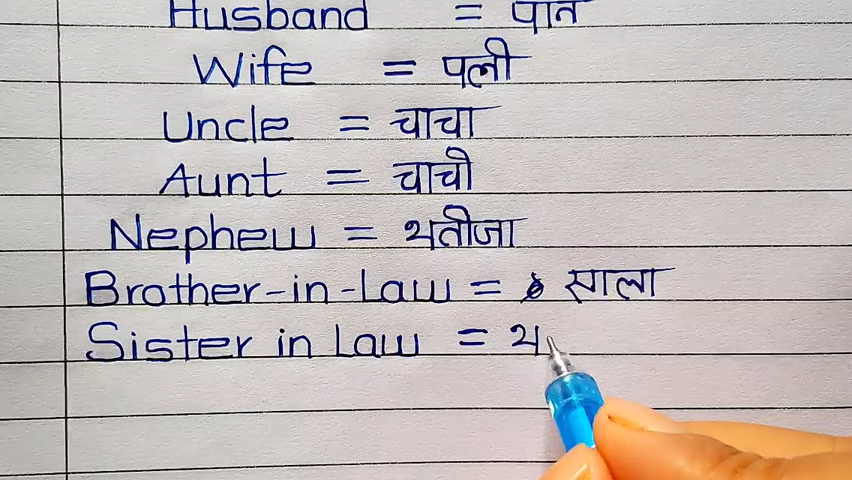 Husband = पति
Wife = पत्नी
Uncle = चाचा
Aunt = चाची
Nephew = भतीजा
Brother-in-Law = साला
Sister in Law = भ